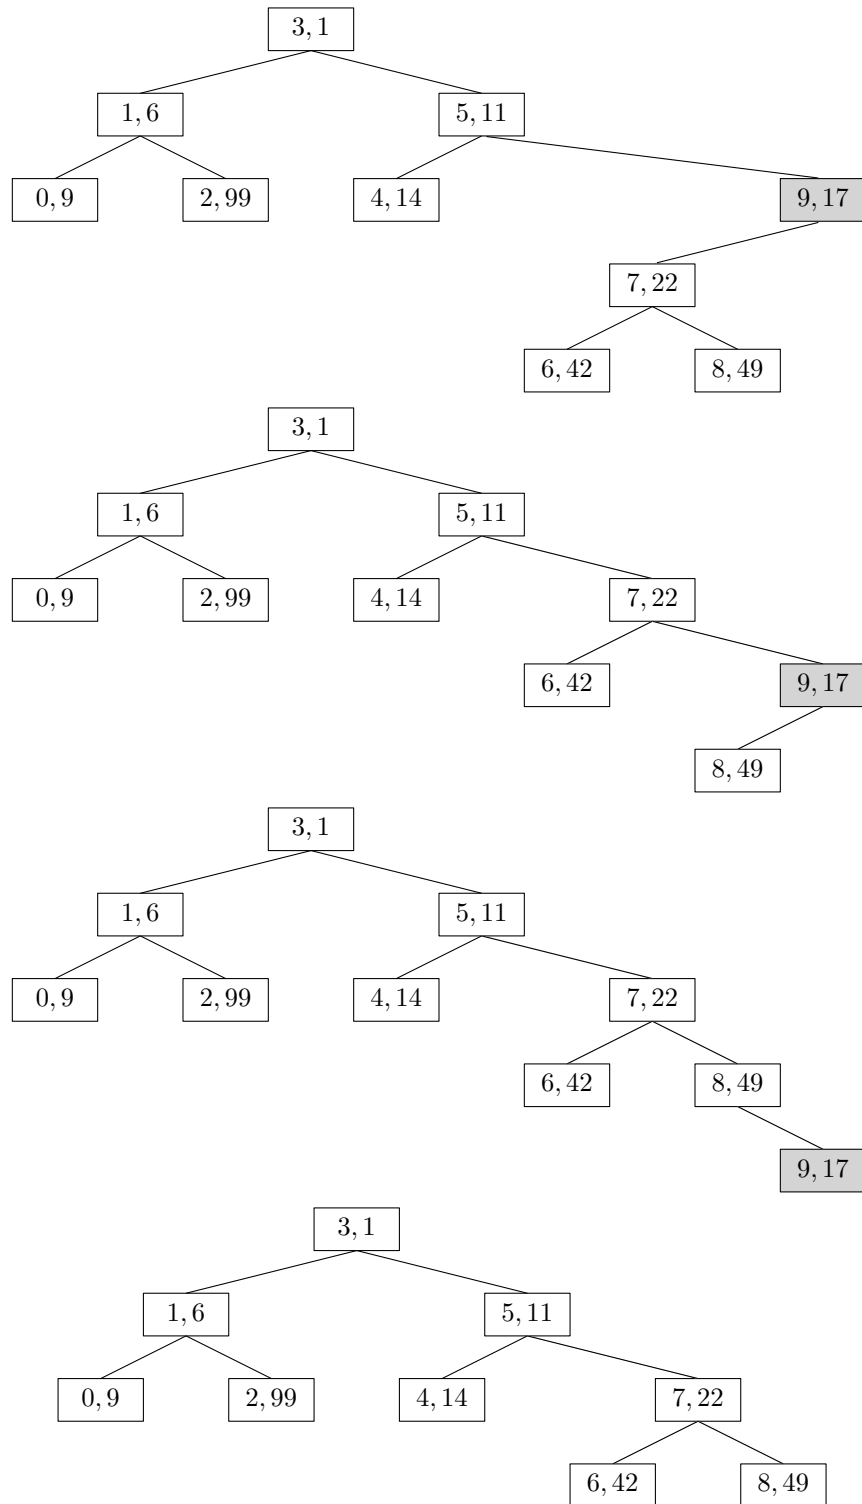 3, 1
1, 6 5, 11
0, 9 2, 99 4, 14 9, 17
7, 22
6, 42 8, 49
3, 1
1, 6 5, 11
0, 9 2, 99 4, 14 7, 22
6, 42 9, 17
8, 49
3, 1
1, 6 5, 11
0, 9 2, 99 4, 14 7, 22
6, 42 8, 49
9, 17
3, 1
1, 6 5, 11
0, 9 2, 99 4, 14 7, 22
6, 42 8, 49